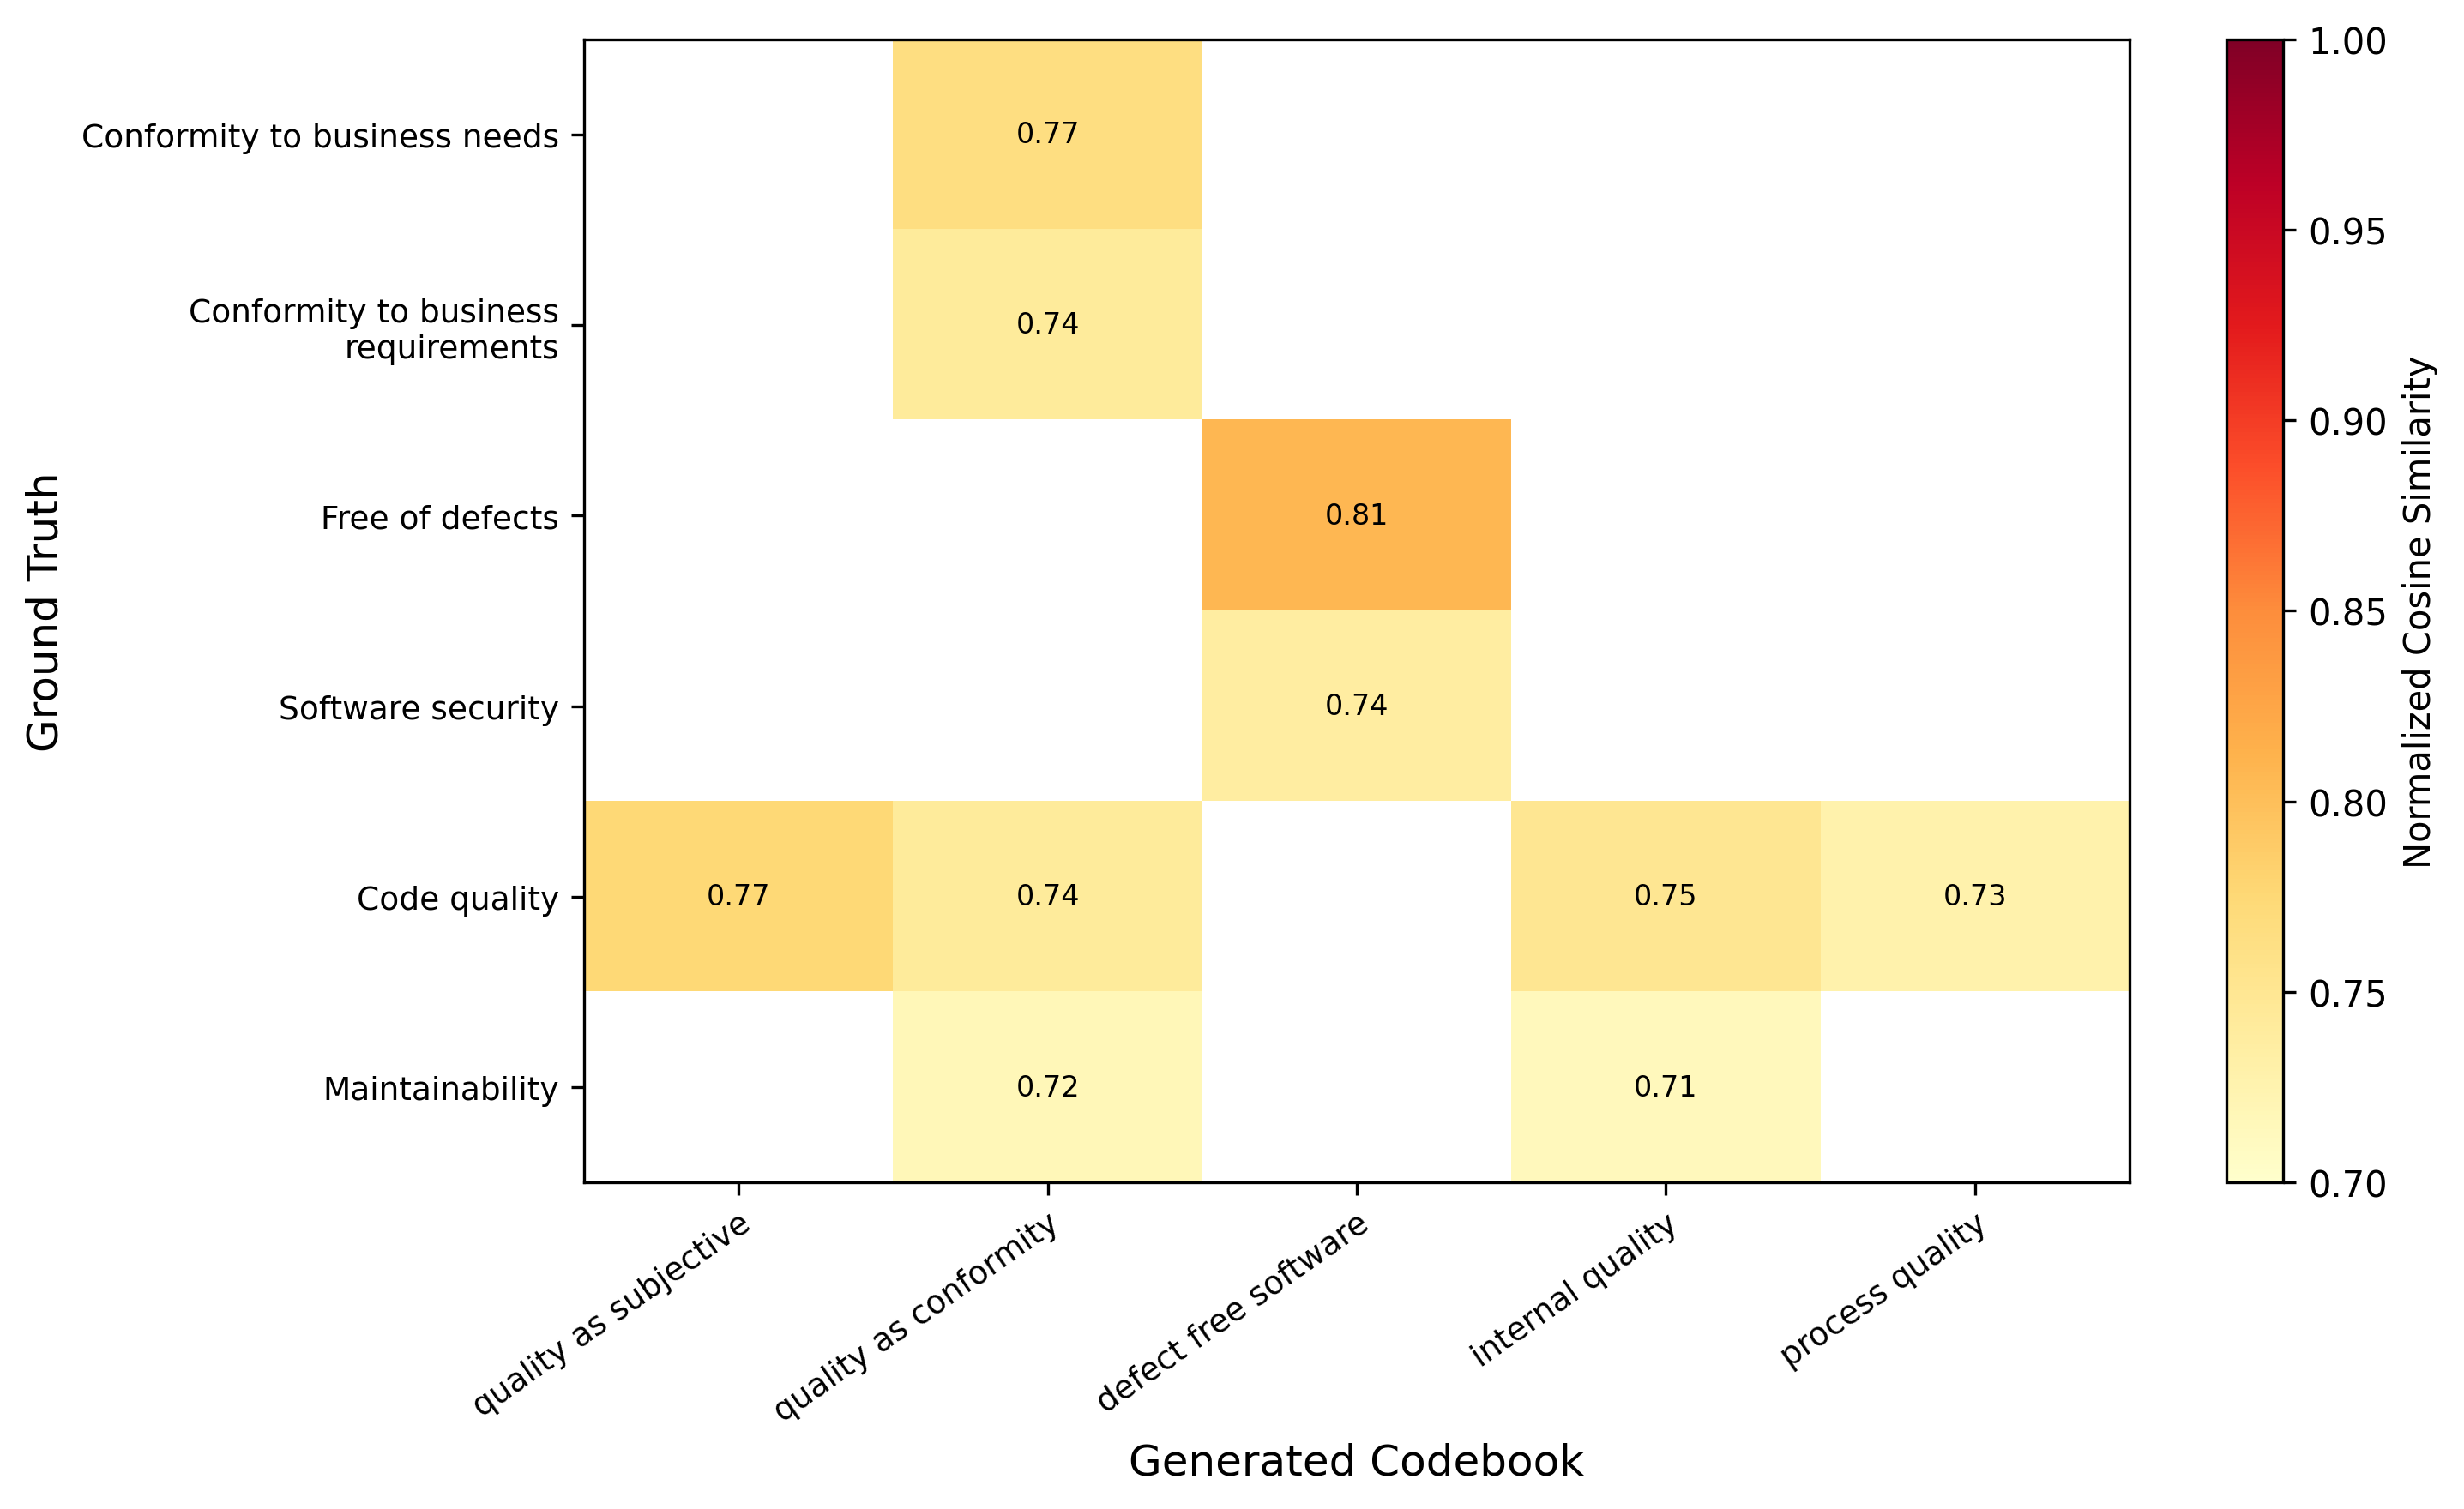 Conformity to business needs
Conformity to business
requirements
Free of defects
Software security
Code quality
Maintainability
Ground Truth
0.77
0.74
0.81
0.74
0.77
0.74
0.75
0.73
0.72
0.71
quality as subjective
quality as conformity
defect free software
internal quality
process quality
Generated Codebook
1.00
0.95
0.90
0.85
0.80
0.75
0.70
Normalized Cosine Similarity